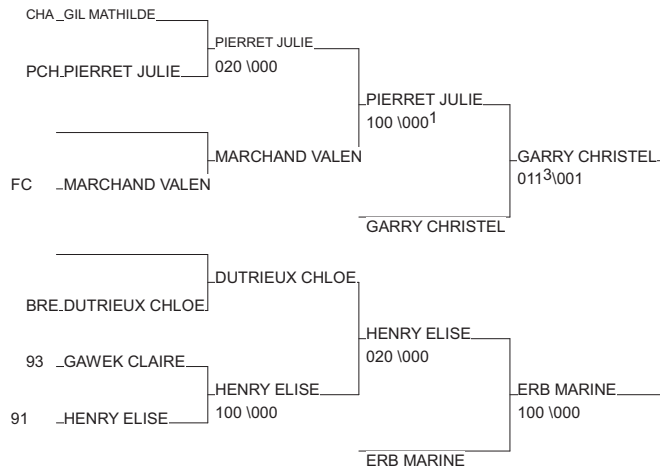 CHA GIL MATHILDE
PIERRET JULIE
020 \000
PCH PIERRET JULIE
PIERRET JULIE
100 \000¹
MARCHAND VALEN
GARRY CHRISTEL
011³\001
FC MARCHAND VALEN
GARRY CHRISTEL
DUTRIEUX CHLOE
BRE DUTRIEUX CHLOE
HENRY ELISE
020 \000
93 GAWEK CLAIRE
HENRY ELISE
100 \000
ERB MARINE
100 \000
91 HENRY ELISE
ERB MARINE